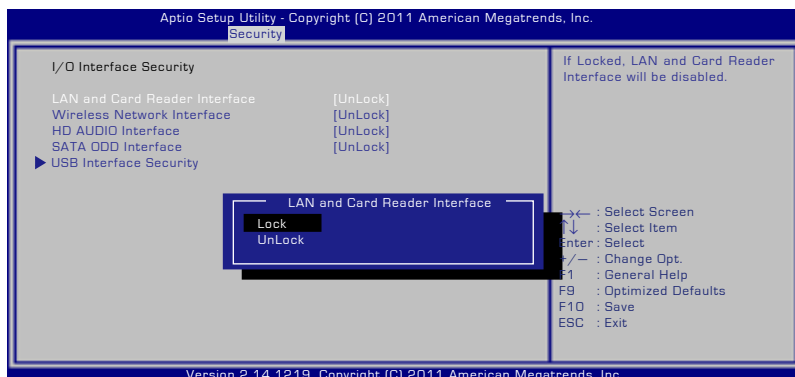 Aptio Setup Utility - Copyright (C) 2011 American Megatrends, Inc.
Security
I/O Interface Security
LAN and Card Reader Interface [UnLock]
Wireless Network Interface [UnLock]
HD AUDIO Interface [UnLock]
SATA ODD Interface [UnLock]
USB Interface Security
If Locked, LAN and Card Reader
Interface will be disabled.
LAN and Card Reader Interface
Lock
UnLock
→← : Select Screen
↑↓ : Select Item
Enter : Select
+/— : Change Opt.
F1 : General Help
F9 : Optimized Defaults
F10 : Save
ESC : Exit
Version 2.14.1219. Copyright (C) 2011 American Megatrends, Inc.